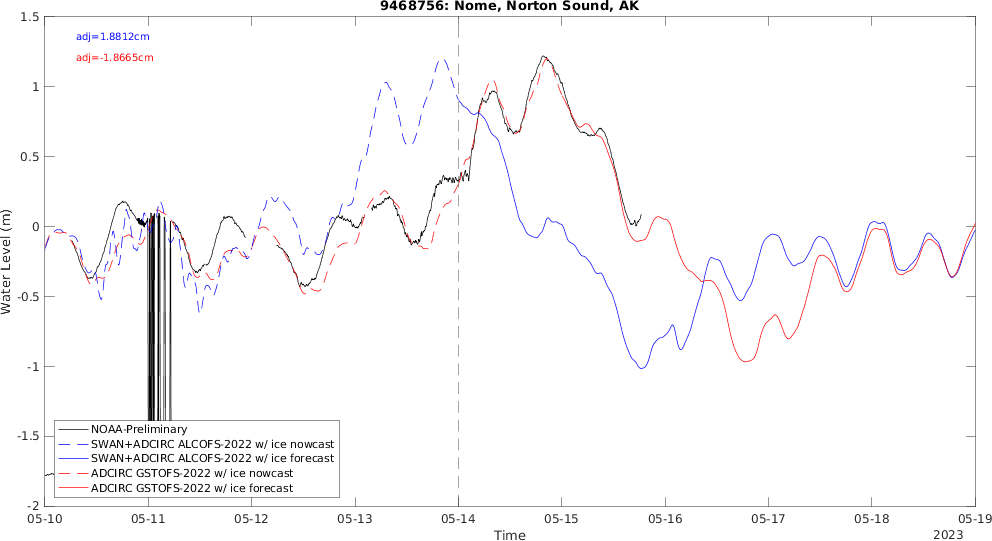 9468756: Nome, Norton Sound, AK
adj=1.8812cm
adj=-1.8665cm
1.5
1
0.5
0
-0.5
-1
-1.5
-2
Water Level (m)
NOAA-Preliminary
SWAN+ADCIRC ALCOFS-2022 w/ ice nowcast
SWAN+ADCIRC ALCOFS-2022 w/ ice forecast
ADCIRC GSTOFS-2022 w/ ice nowcast
ADCIRC GSTOFS-2022 w/ ice forecast
05-10 05-11 05-12 05-13 05-14 05-15 05-16 05-17 05-18 05-19
Time
2023